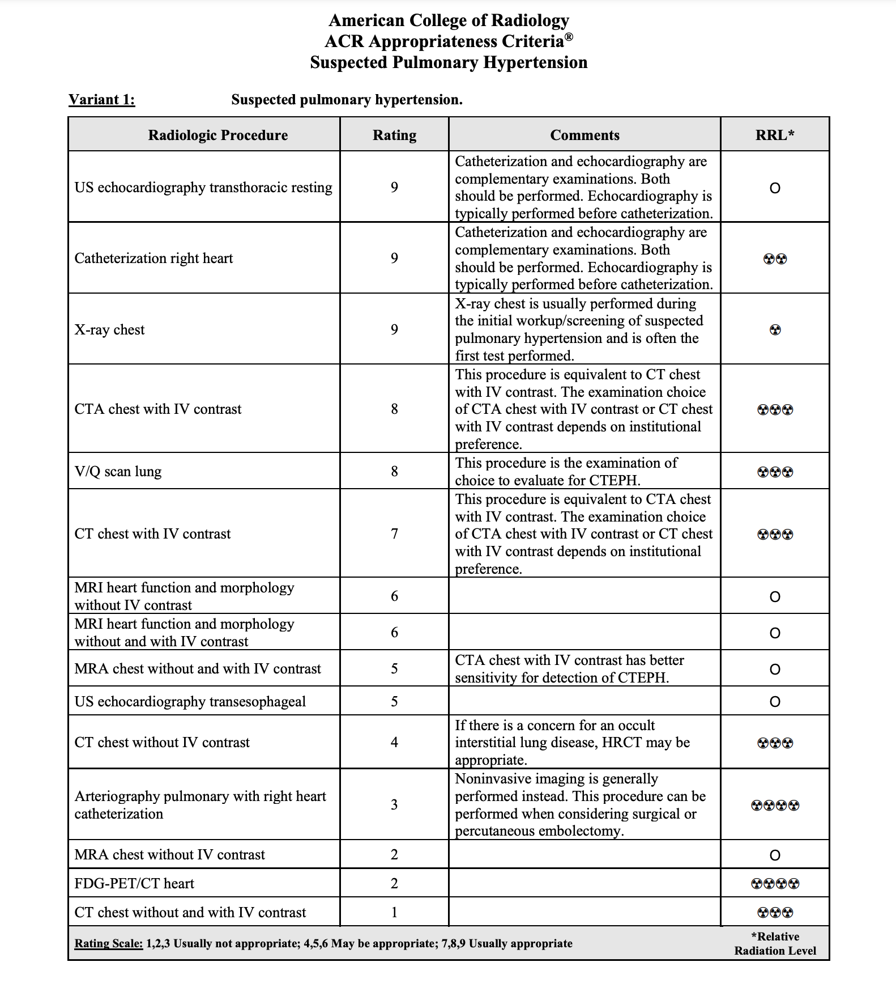 American College of Radiology
ACR Appropriateness Criteria®
Suspected Pulmonary Hypertension
Variant 1: Suspected pulmonary hypertension.
Radiologic Procedure Rating Comments RRL*
US echocardiography transthoracic resting 9
Catheterization and echocardiography are
complementary examinations. Both
should be performed. Echocardiography is
typically performed before catheterization.
O
Catheterization right heart 9
Catheterization and echocardiography are
complementary examinations. Both
should be performed. Echocardiography is
typically performed before catheterization.
☢☢
X-ray chest 9
X-ray chest is usually performed during
the initial workup/screening of suspected
pulmonary hypertension and is often the
first test performed.
☢
CTA chest with IV contrast 8
This procedure is equivalent to CT chest
with IV contrast. The examination choice
of CTA chest with IV contrast or CT chest
with IV contrast depends on institutional
preference.
☢☢☢
V/Q scan lung 8
This procedure is the examination of
choice to evaluate for CTEPH.
☢☢☢
CT chest with IV contrast 7
This procedure is equivalent to CTA chest
with IV contrast. The examination choice
of CTA chest with IV contrast or CT chest
with IV contrast depends on institutional
preference.
☢☢☢
MRI heart function and morphology
without IV contrast
6 O
MRI heart function and morphology
without and with IV contrast
6 O
MRA chest without and with IV contrast 5
CTA chest with IV contrast has better
sensitivity for detection of CTEPH.
O
US echocardiography transesophageal 5 O
CT chest without IV contrast 4
If there is a concern for an occult
interstitial lung disease, HRCT may be
appropriate.
☢☢☢
Arteriography pulmonary with right heart
catheterization
3
Noninvasive imaging is generally
performed instead. This procedure can be
performed when considering surgical or
percutaneous embolectomy.
☢☢☢☢
MRA chest without IV contrast 2 O
FDG-PET/CT heart 2 ☢☢☢☢
CT chest without and with IV contrast 1 ☢☢☢
Rating Scale: 1,2,3 Usually not appropriate; 4,5,6 May be appropriate; 7,8,9 Usually appropriate
*Relative
Radiation Level